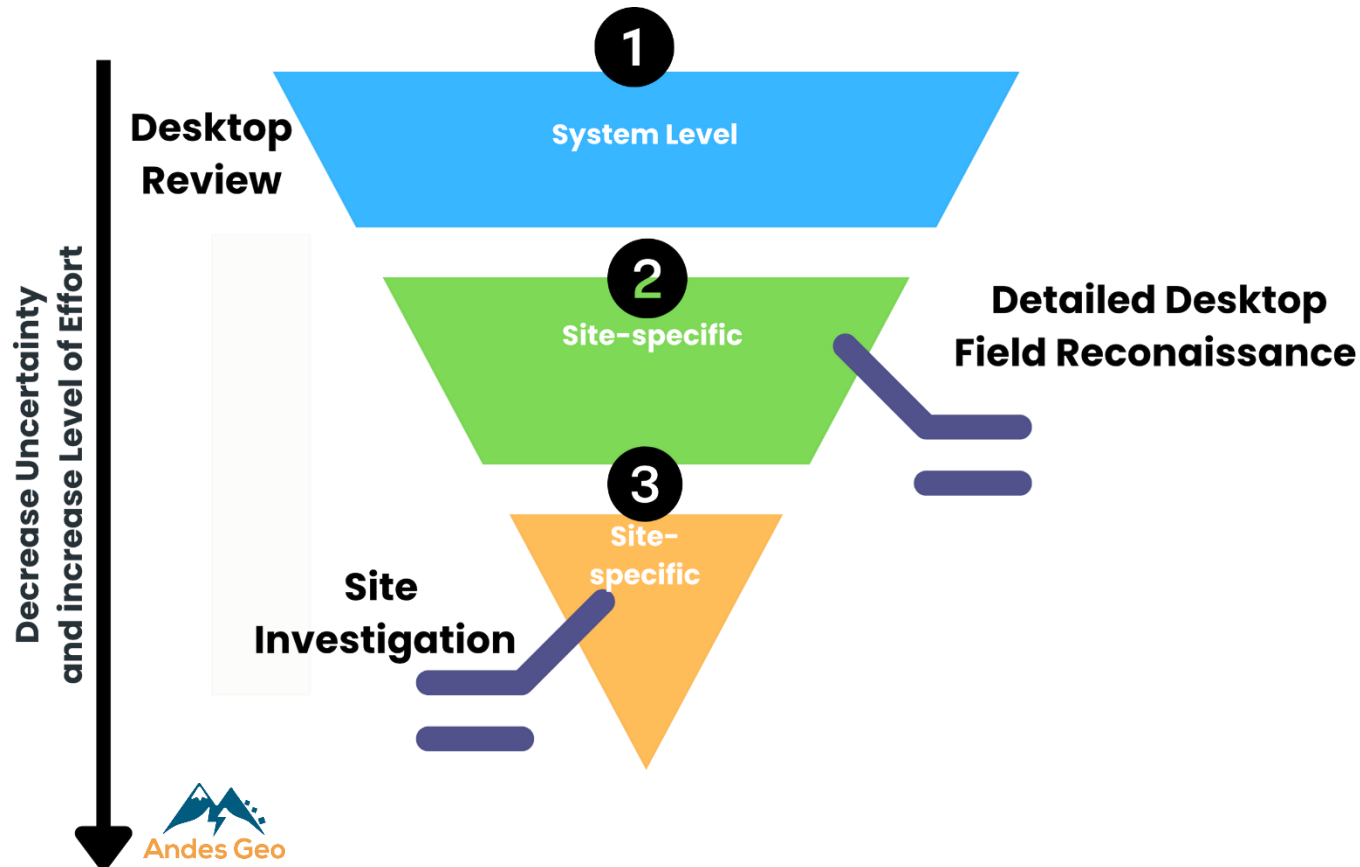 1
Desktop
Review
System Level
2
Site-specific
Detailed Desktop
Field Reconaissance
3
Site-
specific
Site
Investigation
Decrease Uncertainty
and increase Level of Effort
Andes Geo